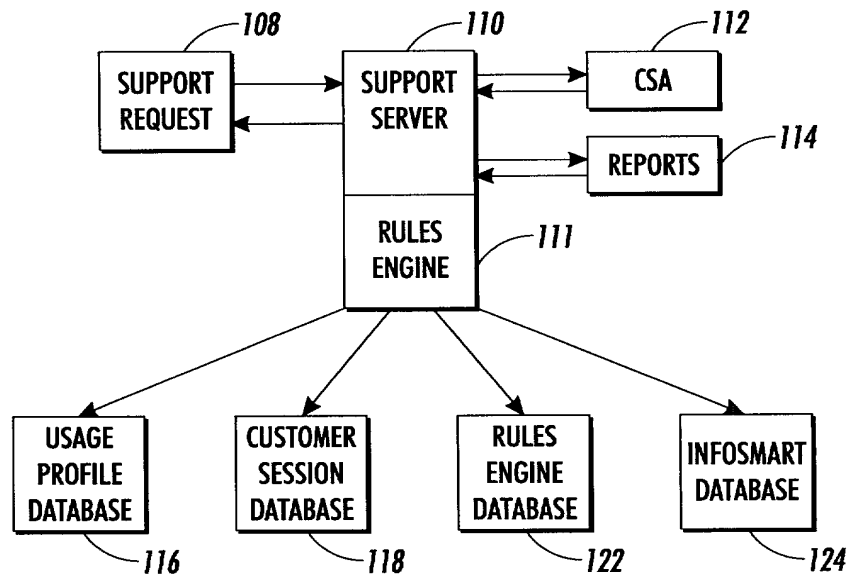 108
110
112
SUPPORT
REQUEST
SUPPORT
SERVER
CSA
114
REPORTS
RULES
ENGINE
111
USAGE
PROFILE
DATABASE
CUSTOMER
SESSION
DATABASE
RULES
ENGINE
DATABASE
INFOSMART
DATABASE
116
118
122
124